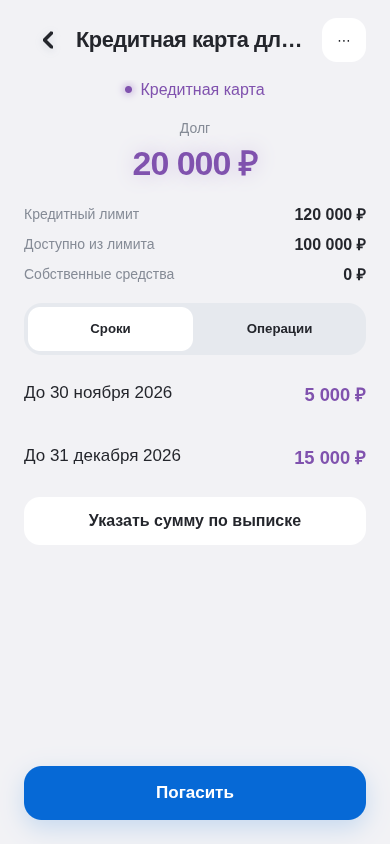 Кредитная карта дл…
···
Кредитная карта
Долг
20 000 ₽
Кредитный лимит 120 000 ₽
Доступно из лимита 100 000 ₽
Собственные средства 0 ₽
Сроки Операции
До 30 ноября 2026 5 000 ₽
До 31 декабря 2026 15 000 ₽
Указать сумму по выписке
Погасить